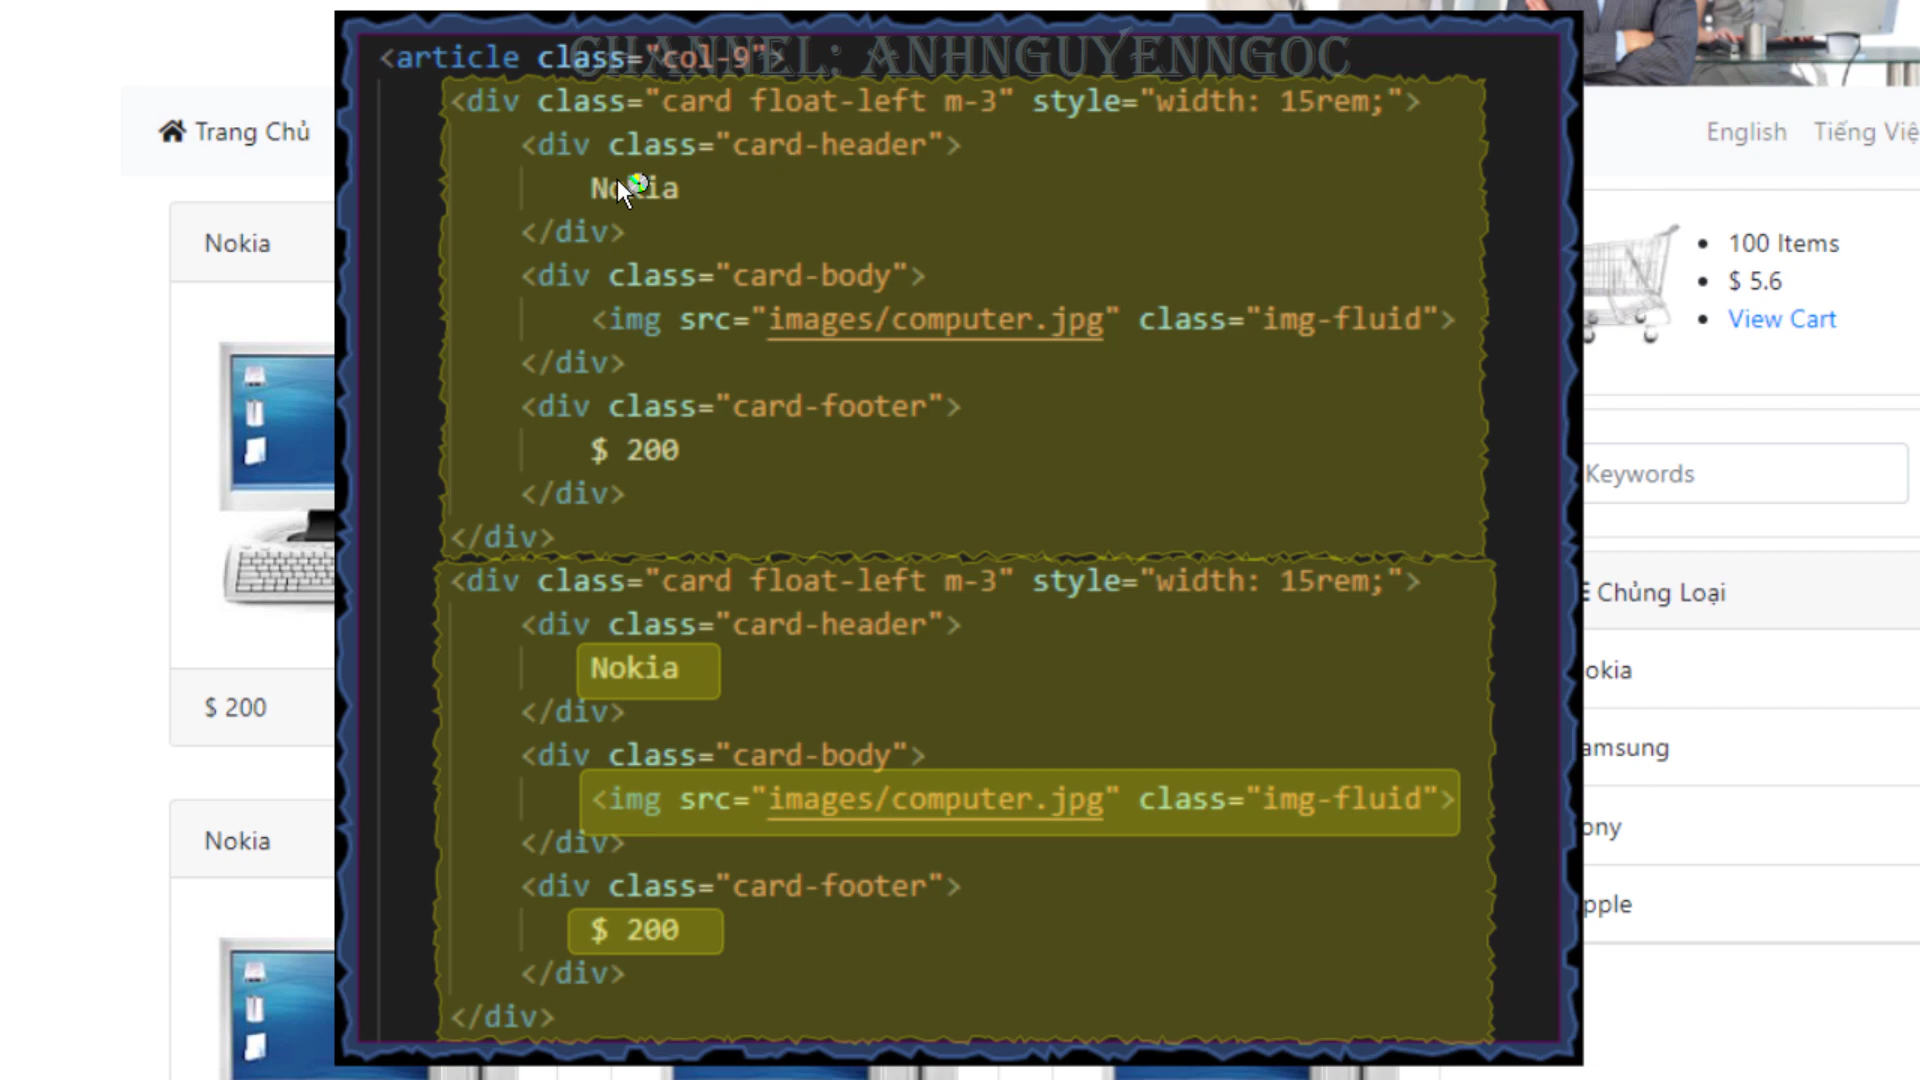 CHANNEL: ANHNGUYENNGOC
<article class="col-9">
<div class="card float-left m-3" style="width: 15rem;">
<div class="card-header">
Nokia
</div>
<div class="card-body">
<img src="images/computer.jpg" class="img-fluid">
</div>
<div class="card-footer">
$ 200
</div>
</div>
<div class="card float-left m-3" style="width: 15rem;">
<div class="card-header">
Nokia
</div>
<div class="card-body">
<img src="images/computer.jpg" class="img-fluid">
</div>
<div class="card-footer">
$ 200
</div>
</div>
Trang Chủ
Nokia
$ 200
Nokia
English Tiếng Việ
100 Items
$ 5.6
View Cart
Keywords
Chủng Loại
okia
amsung
ony
pple